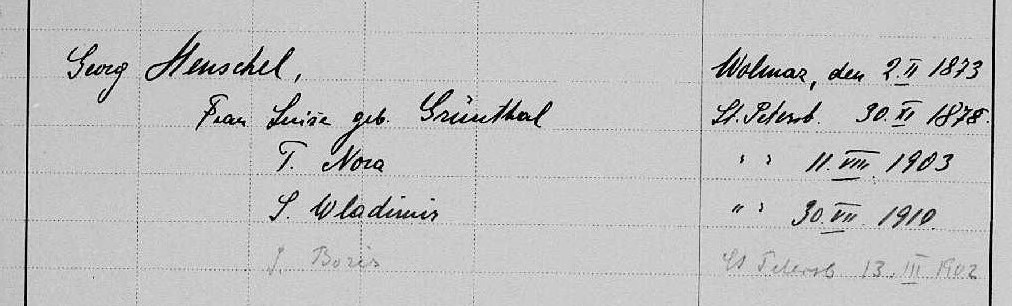 Georg Henschel, Wolmar, den 2.II 1873
Frau Luise geb. Grünthal St. Petersb. 30.XI 1878.
T. Nora " " 11.VIII. 1903
S. Wladimir " " 30.VII 1910.
S. Boris St Petersb 13 III 1902